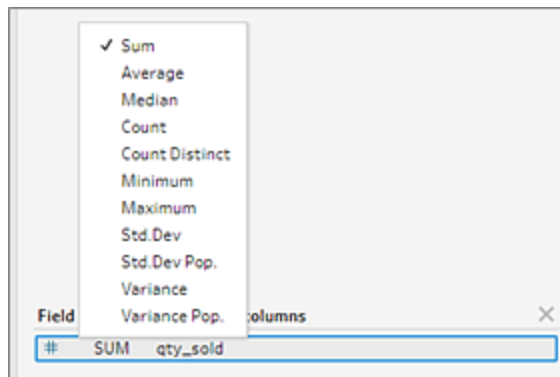 ✓ Sum
Average
Median
Count
Count Distinct
Minimum
Maximum
Std.Dev
Std.Dev Pop.
Variance
Variance Pop.
Field olumns
# SUM qty_sold